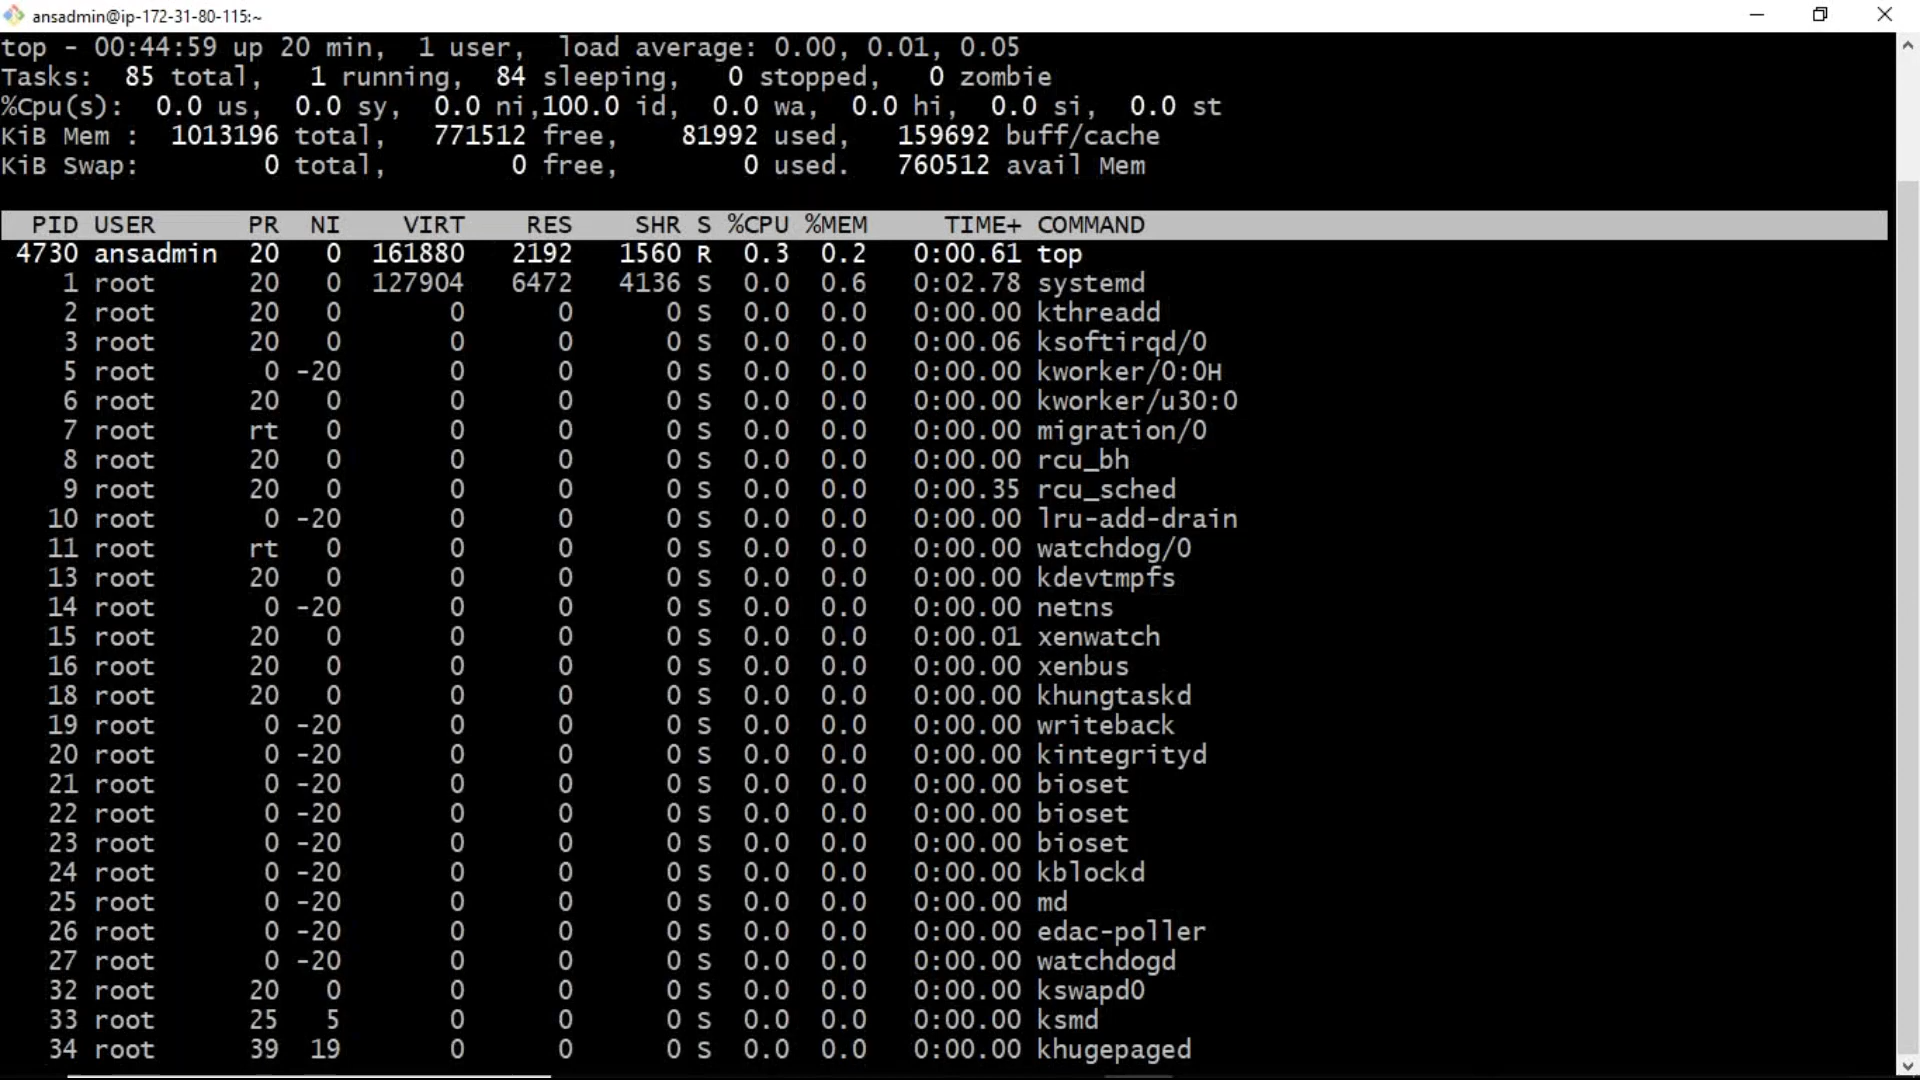 ansadmin@ip-172-31-80-115:~
top - 00:44:59 up 20 min,  1 user,  load average: 0.00, 0.01, 0.05
Tasks:  85 total,   1 running,  84 sleeping,   0 stopped,   0 zombie
%Cpu(s):  0.0 us,  0.0 sy,  0.0 ni,100.0 id,  0.0 wa,  0.0 hi,  0.0 si,  0.0 st
KiB Mem :  1013196 total,   771512 free,    81992 used,   159692 buff/cache
KiB Swap:        0 total,        0 free,        0 used.   760512 avail Mem
PID USER      PR  NI    VIRT    RES    SHR S %CPU %MEM     TIME+ COMMAND
4730 ansadmin  20   0  161880   2192   1560 R  0.3  0.2   0:00.61 top
1 root      20   0  127904   6472   4136 S  0.0  0.6   0:02.78 systemd
2 root      20   0       0      0      0 S  0.0  0.0   0:00.00 kthreadd
3 root      20   0       0      0      0 S  0.0  0.0   0:00.06 ksoftirqd/0
5 root       0 -20       0      0      0 S  0.0  0.0   0:00.00 kworker/0:0H
6 root      20   0       0      0      0 S  0.0  0.0   0:00.00 kworker/u30:0
7 root      rt   0       0      0      0 S  0.0  0.0   0:00.00 migration/0
8 root      20   0       0      0      0 S  0.0  0.0   0:00.00 rcu_bh
9 root      20   0       0      0      0 S  0.0  0.0   0:00.35 rcu_sched
10 root       0 -20       0      0      0 S  0.0  0.0   0:00.00 lru-add-drain
11 root      rt   0       0      0      0 S  0.0  0.0   0:00.00 watchdog/0
13 root      20   0       0      0      0 S  0.0  0.0   0:00.00 kdevtmpfs
14 root       0 -20       0      0      0 S  0.0  0.0   0:00.00 netns
15 root      20   0       0      0      0 S  0.0  0.0   0:00.01 xenwatch
16 root      20   0       0      0      0 S  0.0  0.0   0:00.00 xenbus
18 root      20   0       0      0      0 S  0.0  0.0   0:00.00 khungtaskd
19 root       0 -20       0      0      0 S  0.0  0.0   0:00.00 writeback
20 root       0 -20       0      0      0 S  0.0  0.0   0:00.00 kintegrityd
21 root       0 -20       0      0      0 S  0.0  0.0   0:00.00 bioset
22 root       0 -20       0      0      0 S  0.0  0.0   0:00.00 bioset
23 root       0 -20       0      0      0 S  0.0  0.0   0:00.00 bioset
24 root       0 -20       0      0      0 S  0.0  0.0   0:00.00 kblockd
25 root       0 -20       0      0      0 S  0.0  0.0   0:00.00 md
26 root       0 -20       0      0      0 S  0.0  0.0   0:00.00 edac-poller
27 root       0 -20       0      0      0 S  0.0  0.0   0:00.00 watchdogd
32 root      20   0       0      0      0 S  0.0  0.0   0:00.00 kswapd0
33 root      25   5       0      0      0 S  0.0  0.0   0:00.00 ksmd
34 root      39  19       0      0      0 S  0.0  0.0   0:00.00 khugepaged